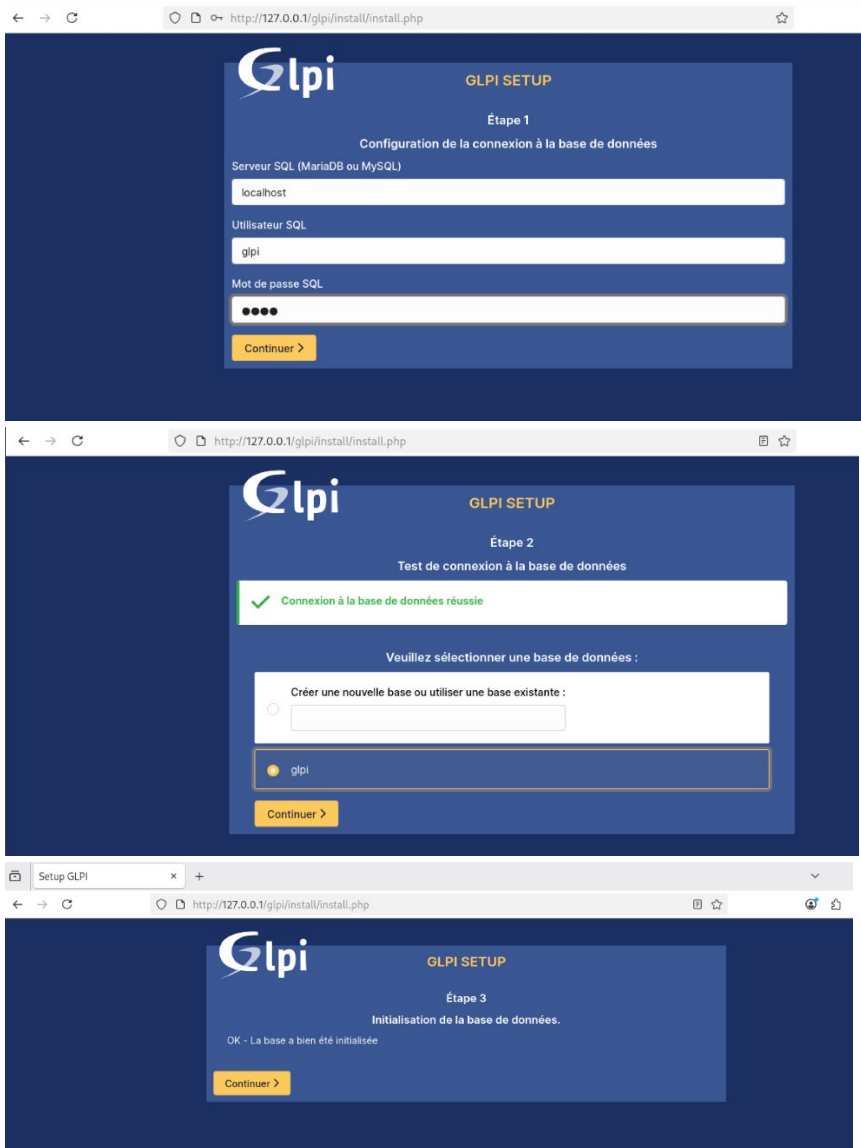 http://127.0.0.1/glpi/install/install.php
Glpi
GLPI SETUP
Étape 1
Configuration de la connexion à la base de données
Serveur SQL (MariaDB ou MySQL)
localhost
Utilisateur SQL
glpi
Mot de passe SQL
●●●●
Continuer >
http://127.0.0.1/glpi/install/install.php
Glpi
GLPI SETUP
Étape 2
Test de connexion à la base de données
Connexion à la base de données réussie
Veuillez sélectionner une base de données :
Créer une nouvelle base ou utiliser une base existante :
glpi
Continuer >
Setup GLPI
http://127.0.0.1/glpi/install/install.php
Glpi
GLPI SETUP
Étape 3
Initialisation de la base de données.
OK - La base a bien été initialisée
Continuer >